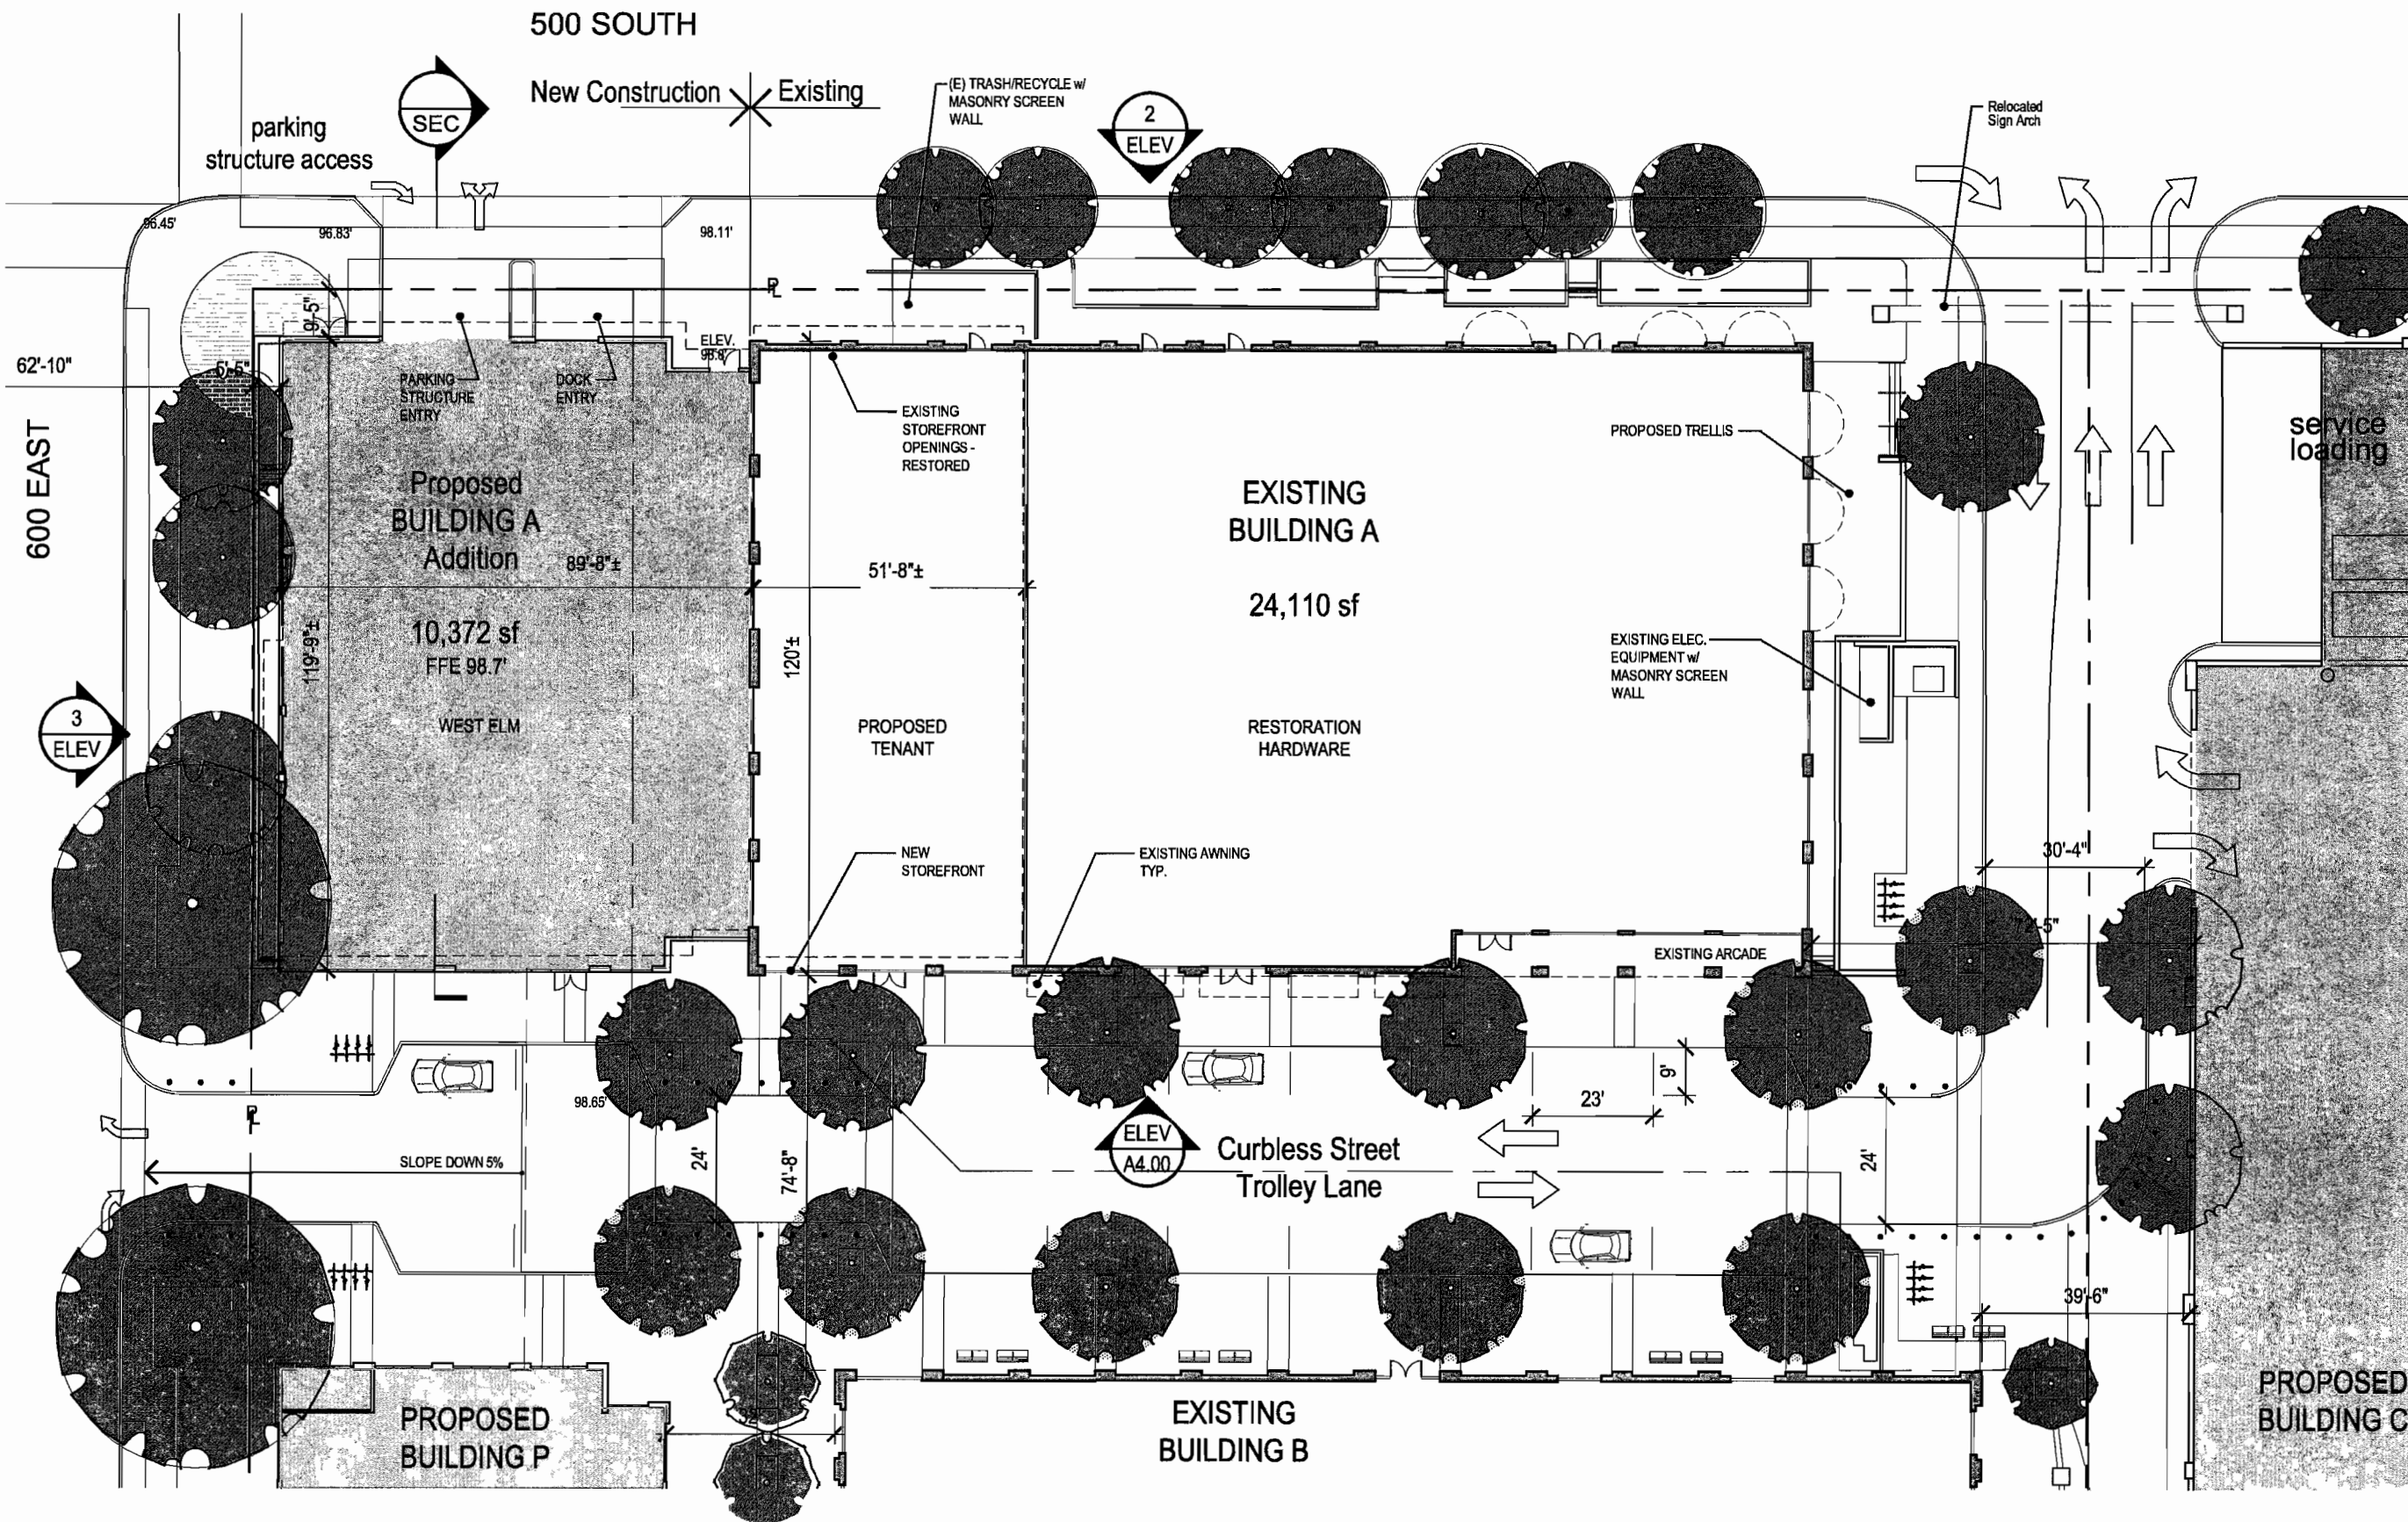 500 SOUTH
New Construction
Existing
SEC
parking
structure access
(E) TRASH/RECYCLE w/
MASONRY SCREEN
WALL
2
ELEV
Relocated
Sign Arch
96.45'
96.83'
98.11'
9'-5"
ELEV.
62'-10"
5'-5"
PARKING
STRUCTURE
ENTRY
DOCK
ENTRY
EXISTING
STOREFRONT
OPENINGS -
RESTORED
PROPOSED TRELLIS
service
loading
600 EAST
Proposed
BUILDING A
Addition
89'-8"±
51'-8"±
EXISTING
BUILDING A
24,110 sf
10,372 sf
FFE 98.7'
119'-9"±
120'±
EXISTING ELEC.
EQUIPMENT w/
MASONRY SCREEN
WALL
WEST ELM
PROPOSED
TENANT
RESTORATION
HARDWARE
3
ELEV
NEW
STOREFRONT
EXISTING AWNING
TYP.
30'-4"
EXISTING ARCADE
98.65'
9'
23'
24'
74'-8"
ELEV
A4.00
Curbless Street
Trolley Lane
24'
SLOPE DOWN 5%
39'-6"
PROPOSED
BUILDING P
EXISTING
BUILDING B
PROPOSED
BUILDING C